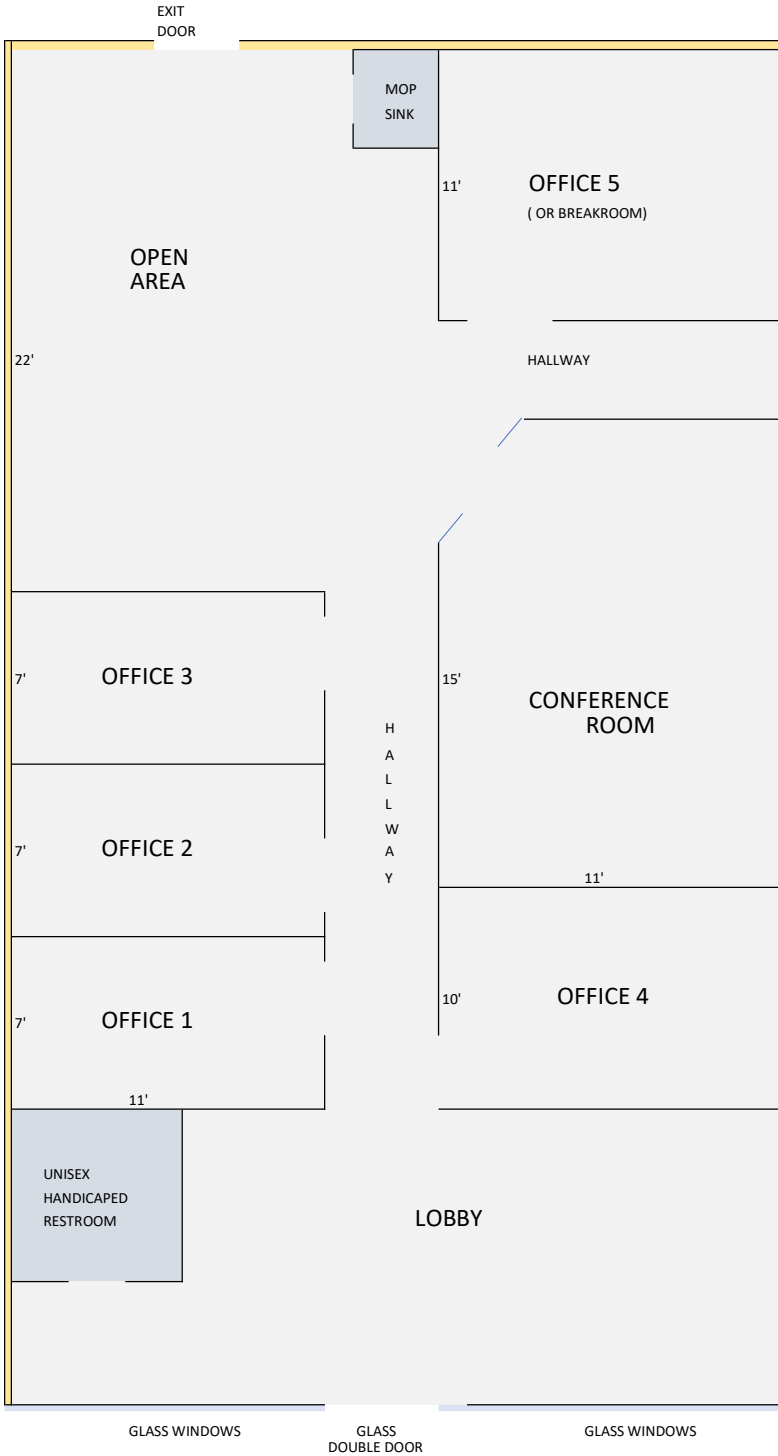 EXIT
DOOR
MOP
SINK
11'
OFFICE 5
( OR BREAKROOM)
OPEN
AREA
22'
HALLWAY
7'
OFFICE 3
15'
CONFERENCE
ROOM
H
A
L
L
W
A
Y
7'
OFFICE 2
11'
7'
OFFICE 1
10'
OFFICE 4
11'
UNISEX
HANDICAPED
RESTROOM
LOBBY
GLASS WINDOWS
GLASS
DOUBLE DOOR
GLASS WINDOWS